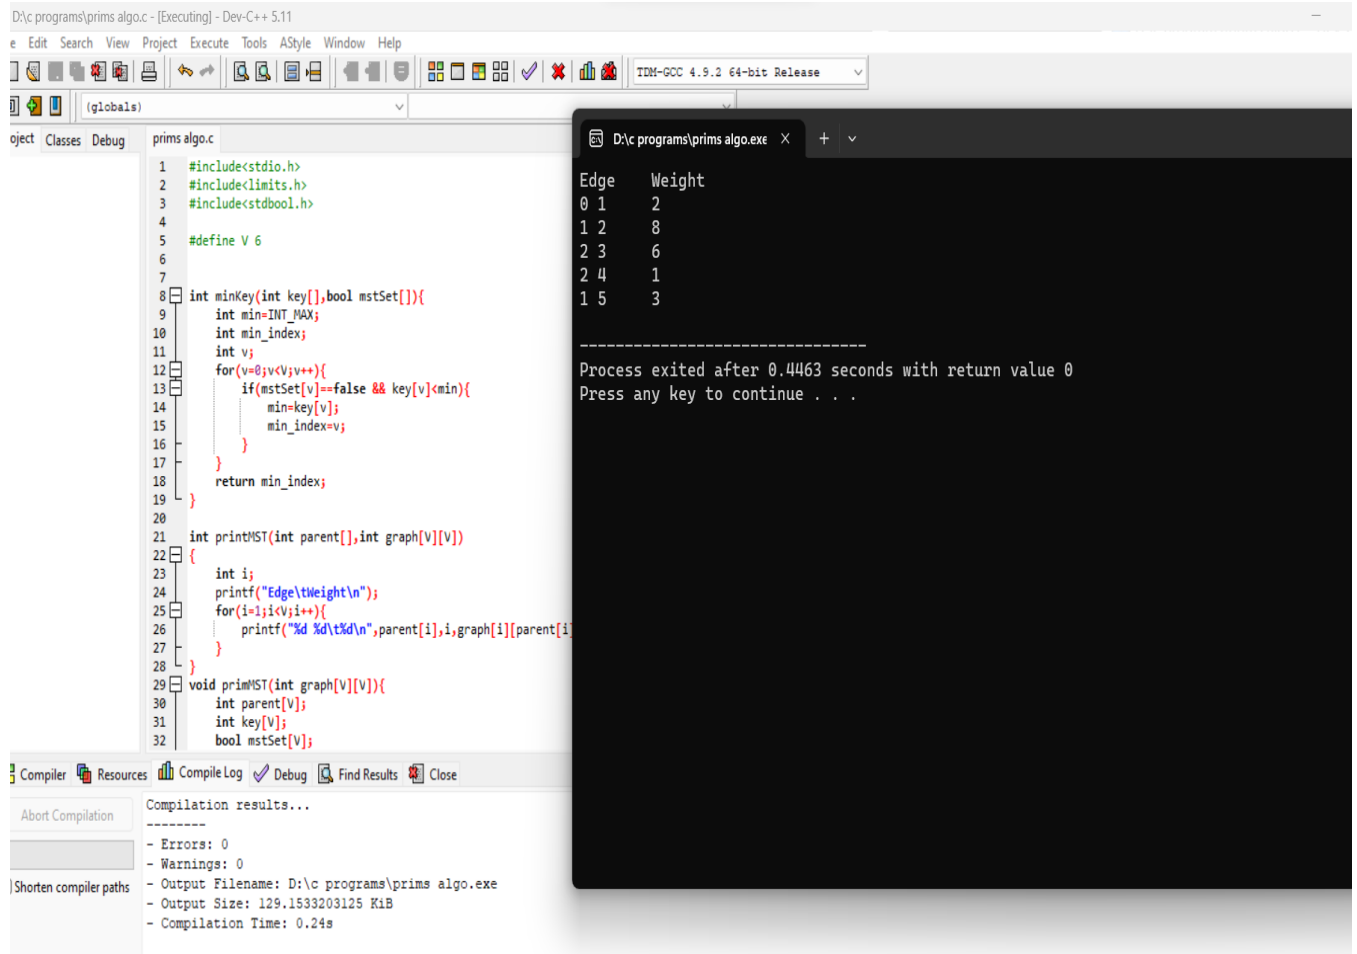 D:\c programs\prims algo.c - [Executing] - Dev-C++ 5.11
Edit Search View Project Execute Tools AStyle Window Help
TDM-GCC 4.9.2 64-bit Release
(globals)
Classes Debug
prims algo.c
1 #include<stdio.h>
2 #include<limits.h>
3 #include<stdbool.h>
4
5 #define V 6
6
7
8 int minKey(int key[],bool mstSet[]){
9 int min=INT_MAX;
10 int min_index;
11 int v;
12 for(v=0;v<V;v++){
13 if(mstSet[v]==false && key[v]<min){
14 min=key[v];
15 min_index=v;
16 }
17 }
18 return min_index;
19 }
20
21 int printMST(int parent[],int graph[V][V])
22 {
23 int i;
24 printf("Edge\tWeight\n");
25 for(i=1;i<V;i++){
26 printf("%d %d\t%d\n",parent[i],i,graph[i][parent[i]
27 }
28 }
29 void primMST(int graph[V][V]){
30 int parent[V];
31 int key[V];
32 bool mstSet[V];
D:\c programs\prims algo.exe
Edge Weight
0 1 2
1 2 8
2 3 6
2 4 1
1 5 3
--------------------------------
Process exited after 0.4463 seconds with return value 0
Press any key to continue . . .
Compiler Resources Compile Log Debug Find Results Close
Abort Compilation
Shorten compiler paths
Compilation results...
--------
- Errors: 0
- Warnings: 0
- Output Filename: D:\c programs\prims algo.exe
- Output Size: 129.1533203125 KiB
- Compilation Time: 0.24s